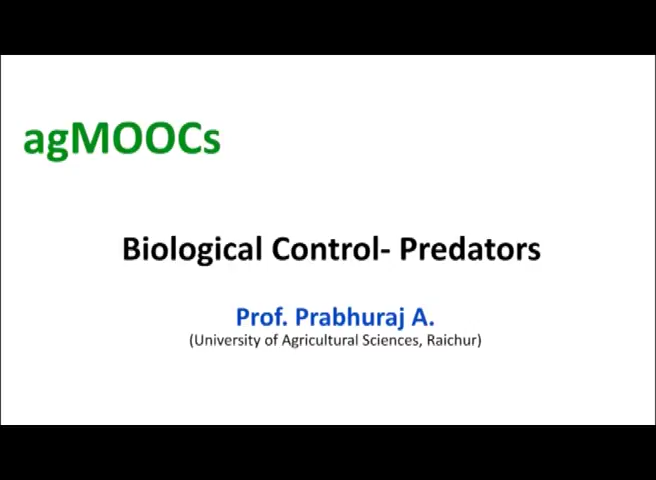 agMOOCs
Biological Control- Predators
Prof. Prabhuraj A.
(University of Agricultural Sciences, Raichur)